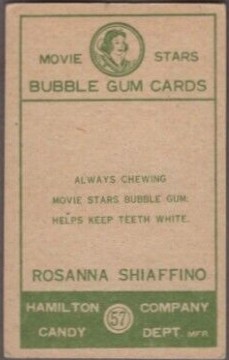 MOVIE STARS
BUBBLE GUM CARDS
ALWAYS CHEWING
MOVIE STARS BUBBLE GUM:
HELPS KEEP TEETH WHITE.
ROSANNA SHIAFFINO
HAMILTON 57 COMPANY
CANDY DEPT. MFR.